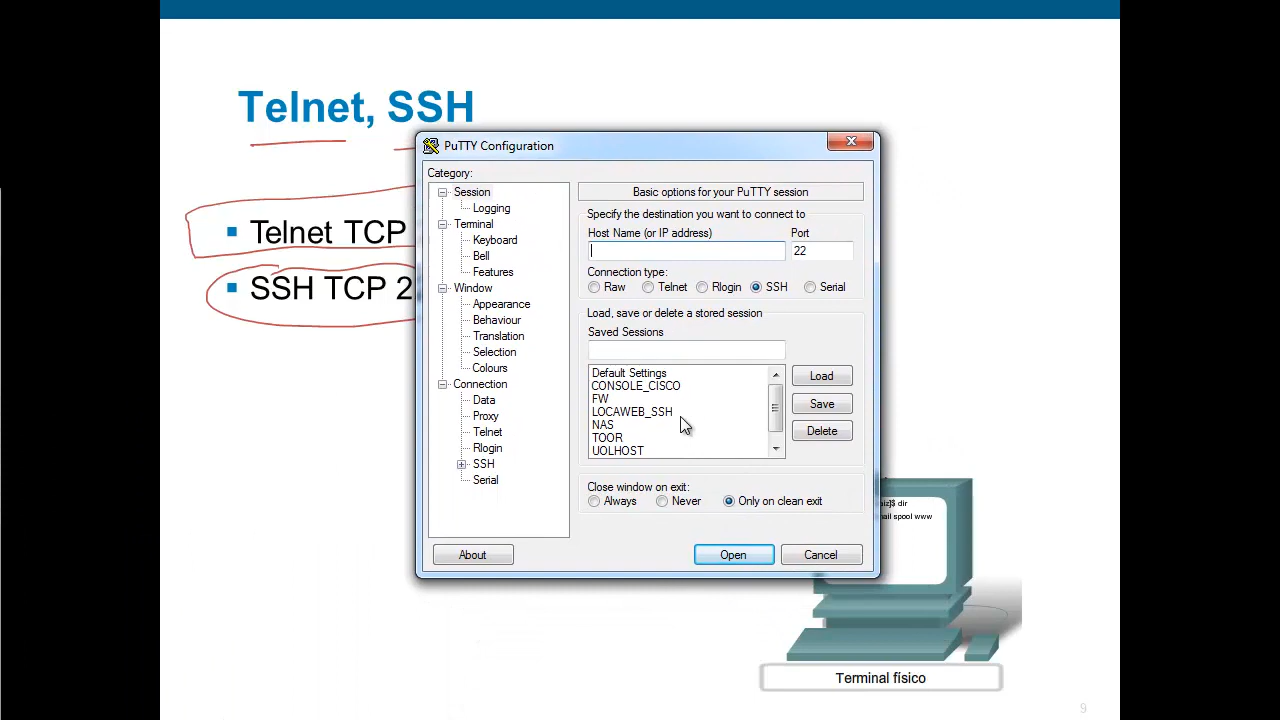 Telnet, SSH
Telnet TCP
SSH TCP 2
PuTTY Configuration
Category:
Session
Logging
Terminal
Keyboard
Bell
Features
Window
Appearance
Behaviour
Translation
Selection
Colours
Connection
Data
Proxy
Telnet
Rlogin
SSH
Serial
Basic options for your PuTTY session
Specify the destination you want to connect to
Host Name (or IP address) Port
22
Connection type:
Raw Telnet Rlogin SSH Serial
Load, save or delete a stored session
Saved Sessions
Default Settings
CONSOLE_CISCO
FW
LOCAWEB_SSH
NAS
TOOR
UOLHOST
Load
Save
Delete
Close window on exit:
Always Never Only on clean exit
About Open Cancel
]$ dir
spool www
Terminal físico
9